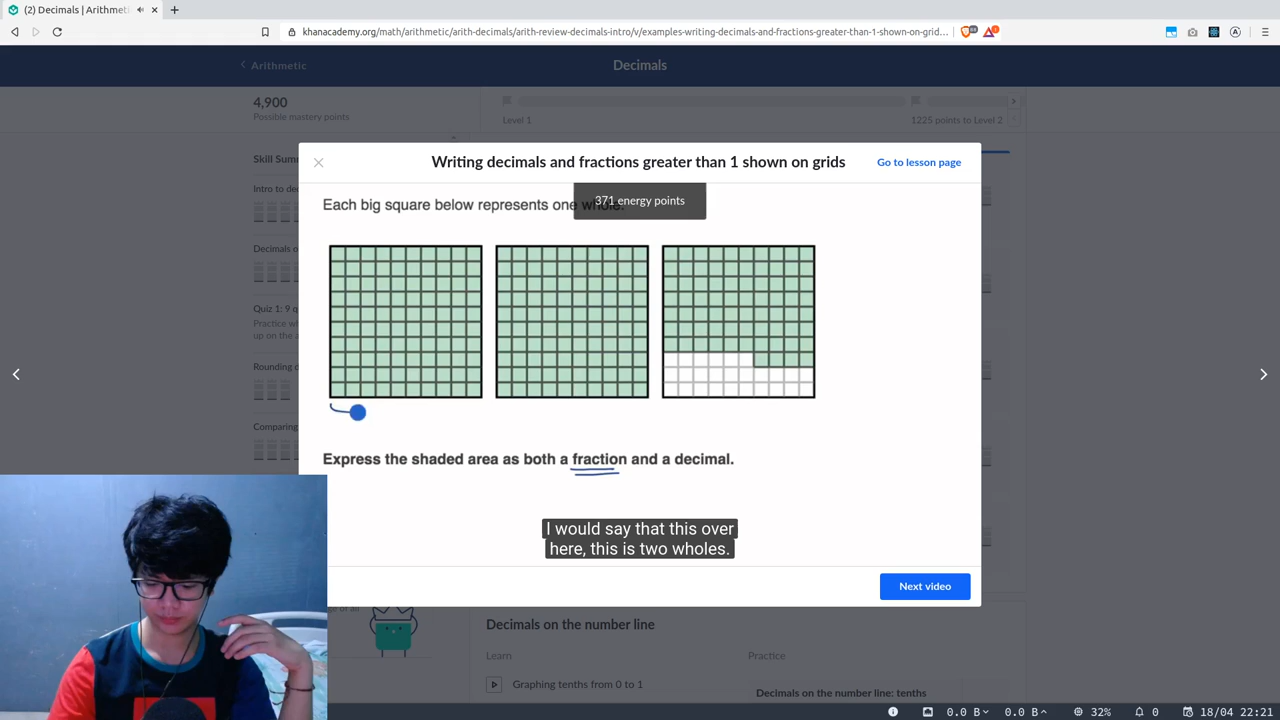 (2) Decimals | Arithmeti
khanacademy.org/math/arithmetic/arith-decimals/arith-review-decimals-intro/v/examples-writing-decimals-and-fractions-greater-than-1-shown-on-grid...
Arithmetic
Decimals
4,900
Possible mastery points
Level 1
1225 points to Level 2
Skill Sum
Intro to de
Decimals o
Quiz 1: 9 q
Practice w
up on the a
Rounding d
Comparing
Writing decimals and fractions greater than 1 shown on grids
Go to lesson page
Each big square below represents one whole.
371 energy points
Express the shaded area as both a fraction and a decimal.
I would say that this over
here, this is two wholes.
Next video
Decimals on the number line
Learn
Practice
Graphing tenths from 0 to 1
Decimals on the number line: tenths
0.0 B 0.0 B 32% 0 18/04 22:21